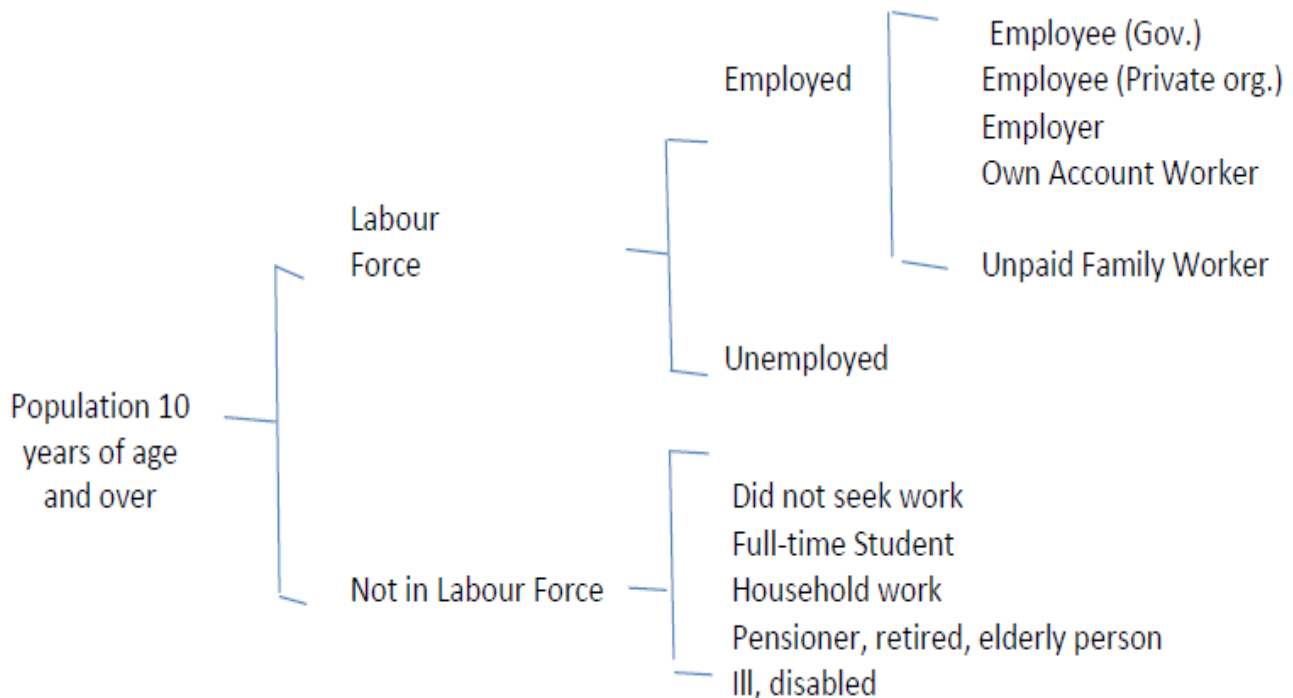 Population 10
years of age
and over
Labour
Force
Not in Labour Force
Employed
Unemployed
Employee (Gov.)
Employee (Private org.)
Employer
Own Account Worker
Unpaid Family Worker
Did not seek work
Full-time Student
Household work
Pensioner, retired, elderly person
Ill, disabled